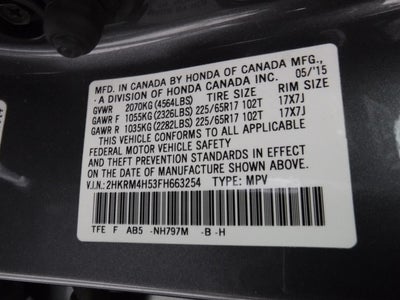 MFD. IN CANADA BY HONDA OF CANADA MFG.,
- A DIVISION OF HONDA CANADA INC. 05/'15
GVWR 2070KG (4564LBS) TIRE SIZE RIM SIZE
GAWR F 1055KG (2326LBS) 225/65R17 102T 17X7J
GAWR R 1035KG (2282LBS) 225/65R17 102T 17X7J
THIS VEHICLE CONFORMS TO ALL APPLICABLE
FEDERAL MOTOR VEHICLE SAFETY, BUMPER,
AND THEFT PREVENTION STANDARDS IN EFFECT ON
THE DATE OF MANUFACTURE SHOWN ABOVE.
V.I.N.: 2HKRM4H53FH663254 TYPE: MPV
TFE F AB5 -NH797M -B -H